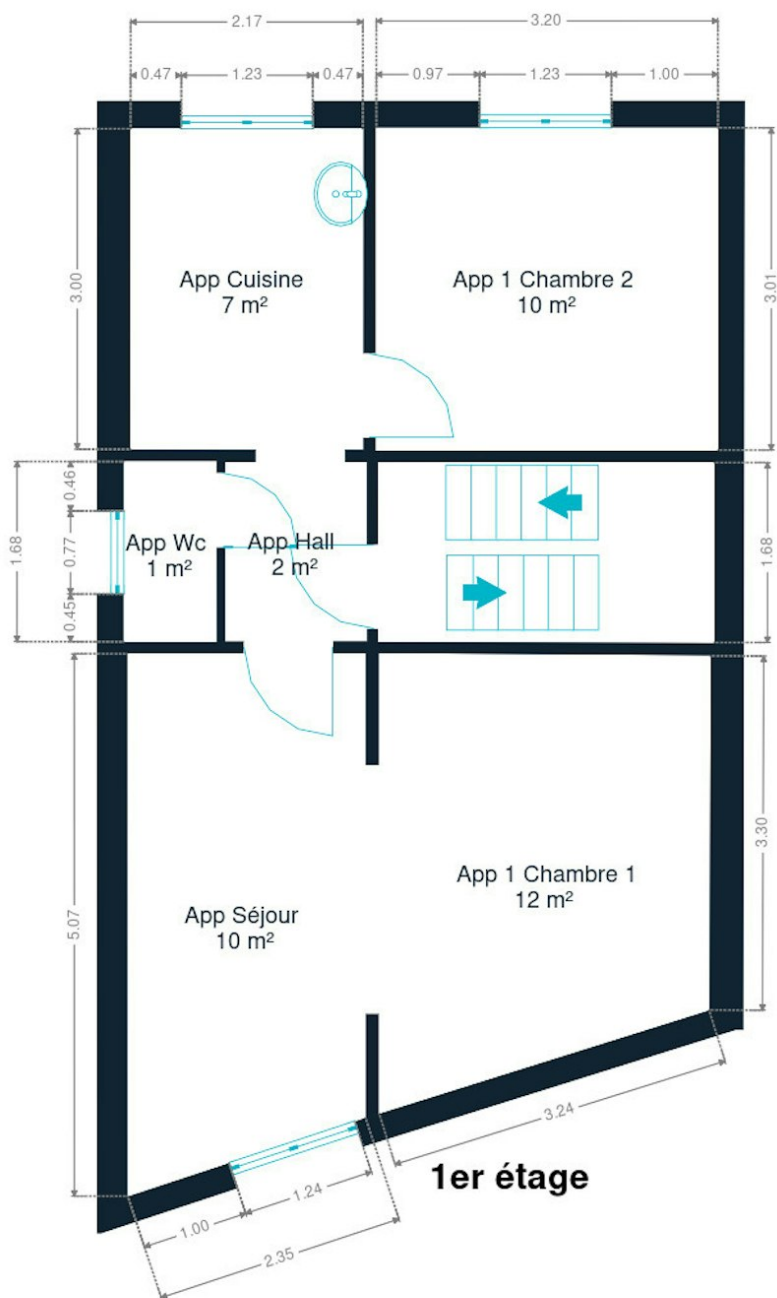 2.17
3.20
0.47
1.23
0.47
0.97
1.23
1.00
3.00
3.01
App Cuisine
7 m²
App 1 Chambre 2
10 m²
0.46
1.68
0.77
0.45
App Wc
1 m²
App Hall
2 m²
1.68
5.07
3.30
App 1 Chambre 1
12 m²
App Séjour
10 m²
3.24
1er étage
1.24
1.00
2.35